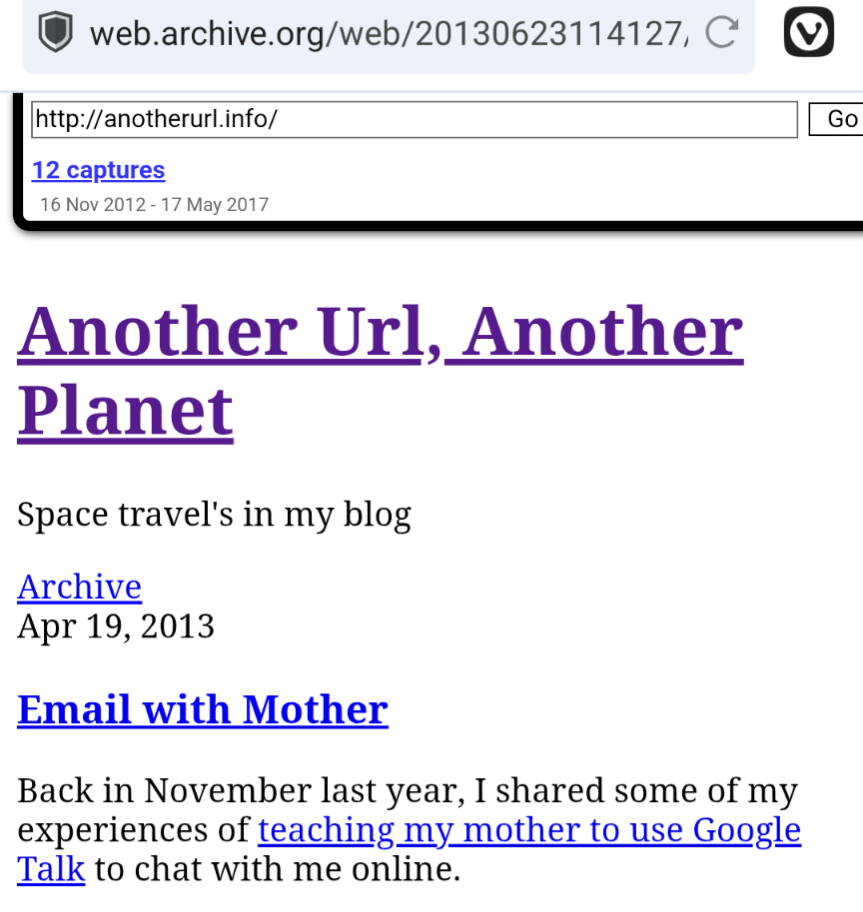 web.archive.org/web/20130623114127/
http://anotherurl.info/
Go
12 captures
16 Nov 2012 - 17 May 2017
Another Url, Another
Planet
Space travel's in my blog
Archive
Apr 19, 2013
Email with Mother
Back in November last year, I shared some of my
experiences of teaching my mother to use Google
Talk to chat with me online.